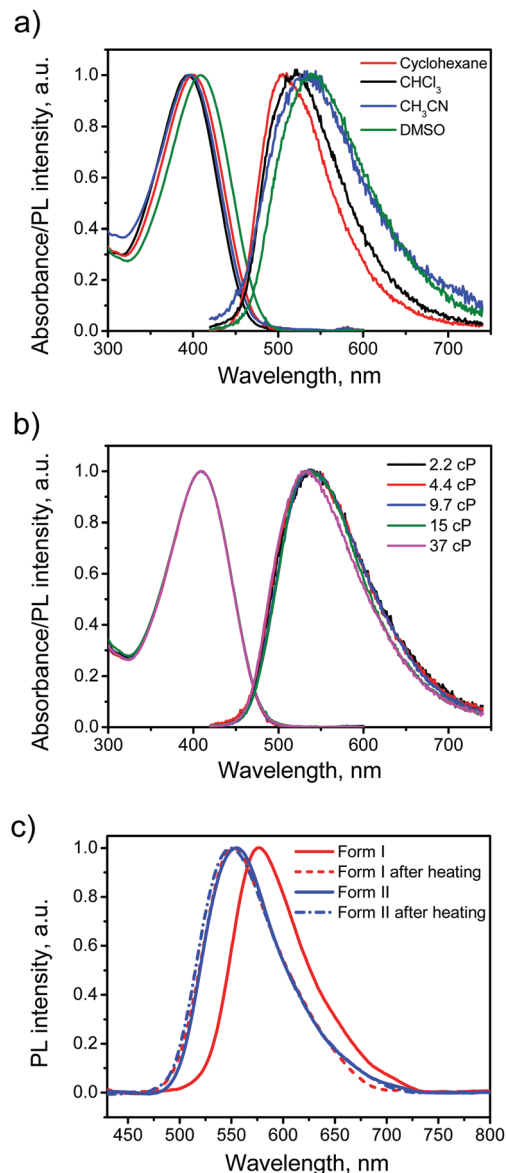 a)
Absorbance/PL intensity, a.u.
1.0
0.8
0.6
0.4
0.2
0.0
Cyclohexane
CHCl₃
CH₃CN
DMSO
300 400 500 600 700
Wavelength, nm
b)
Absorbance/PL intensity, a.u.
1.0
0.8
0.6
0.4
0.2
0.0
2.2 cP
4.4 cP
9.7 cP
15 cP
37 cP
300 400 500 600 700
Wavelength, nm
c)
PL intensity, a.u.
1.0
0.8
0.6
0.4
0.2
0.0
Form I
Form I after heating
Form II
Form II after heating
450 500 550 600 650 700 750 800
Wavelength, nm